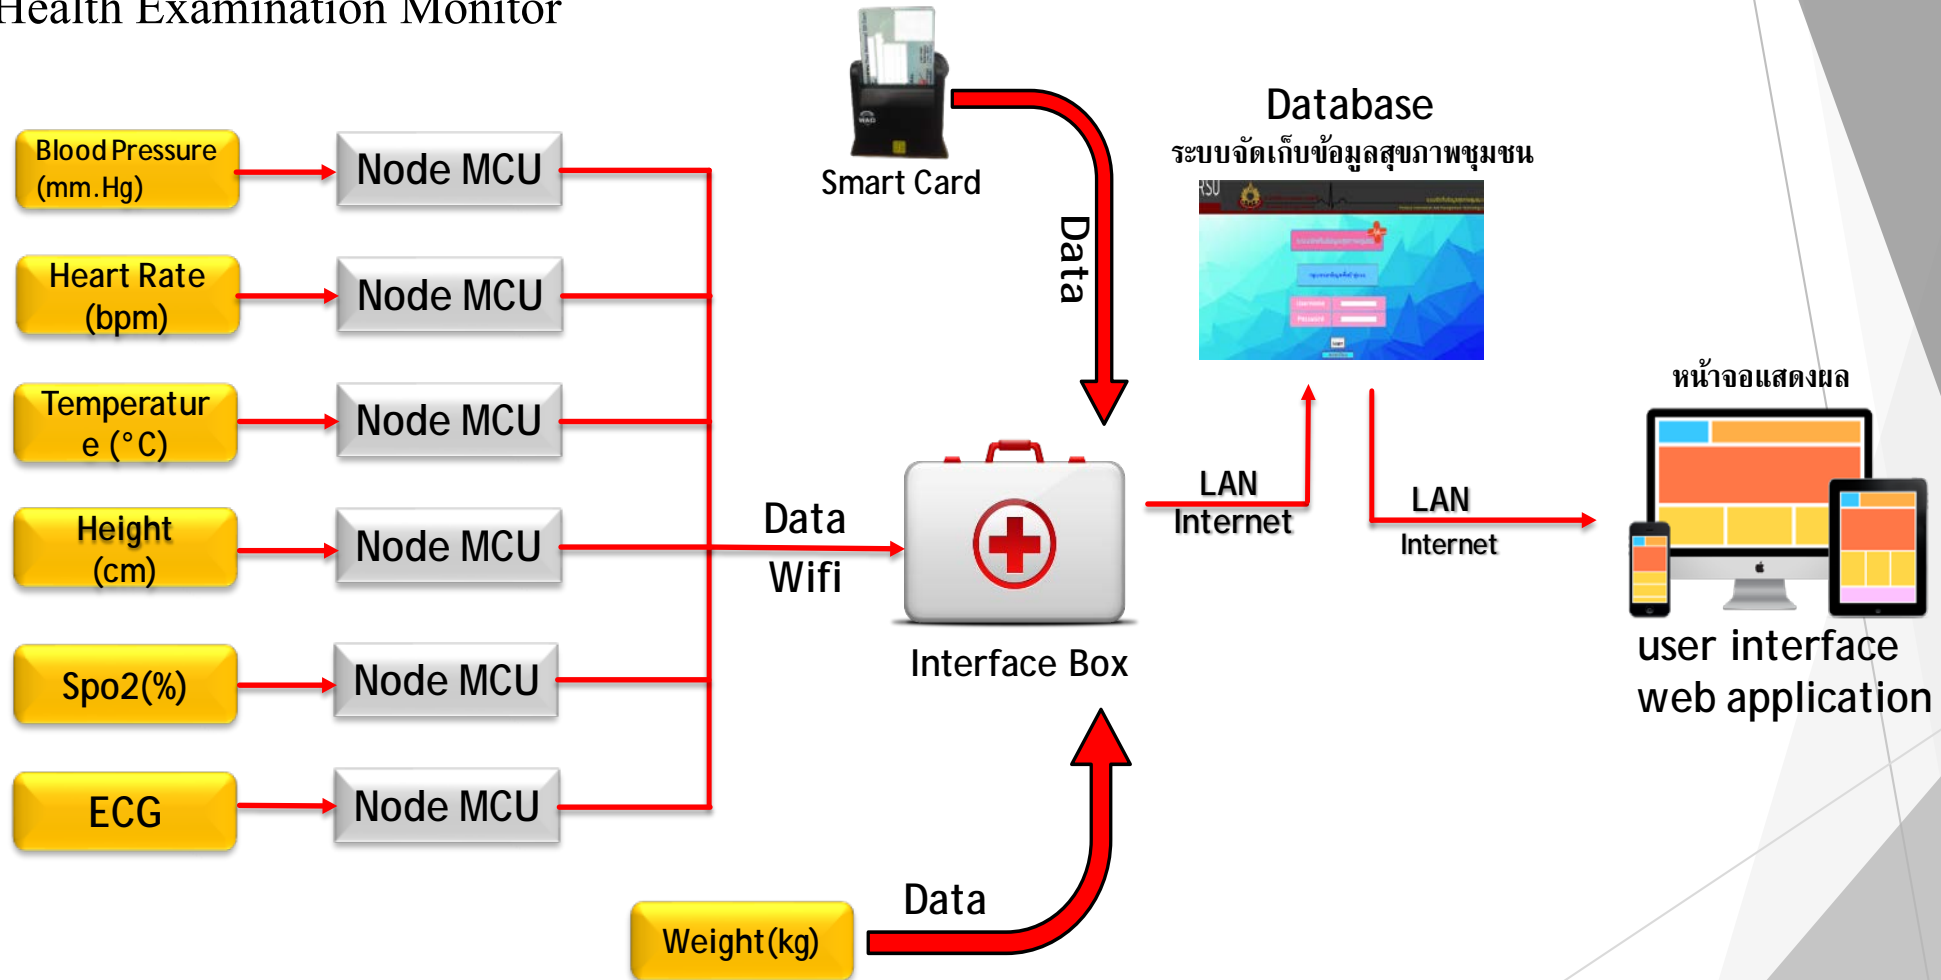 Health Examination Monitor
Blood Pressure
(mm.Hg)
Node MCU
Heart Rate
(bpm)
Node MCU
Temperatur
e (°C)
Node MCU
Height
(cm)
Node MCU
Spo2(%)
Node MCU
ECG
Node MCU
Data
Wifi
Smart Card
Data
Interface Box
Weight(kg)
Data
Database
ระบบจัดเก็บข้อมูลสุขภาพชุมชน
RSU
Username
Password
LAN
Internet
LAN
Internet
หน้าจอแสดงผล
user interface
web application